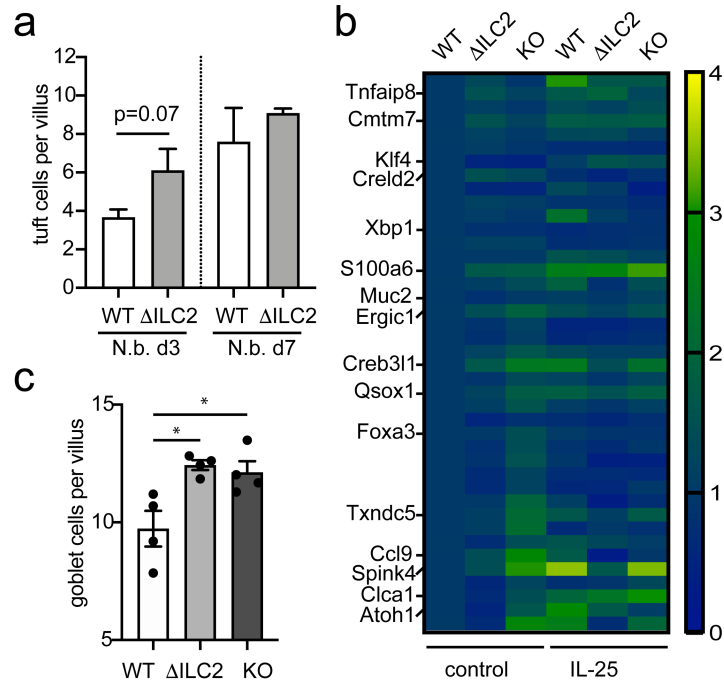 a
tuft cells per villus
12
10
8
6
4
2
0
p=0.07
WT ΔILC2 WT ΔILC2
N.b. d3 N.b. d7
b
WT ΔILC2 KO WT ΔILC2 KO
Tnfaip8
Cmtm7
Klf4
Creld2
Xbp1
S100a6
Muc2
Ergic1
Creb3l1
Qsox1
Foxa3
Txndc5
Ccl9
Spink4
Clca1
Atoh1
4
3
2
1
0
control IL-25
c
goblet cells per villus
15
10
5
*
*
WT ΔILC2 KO